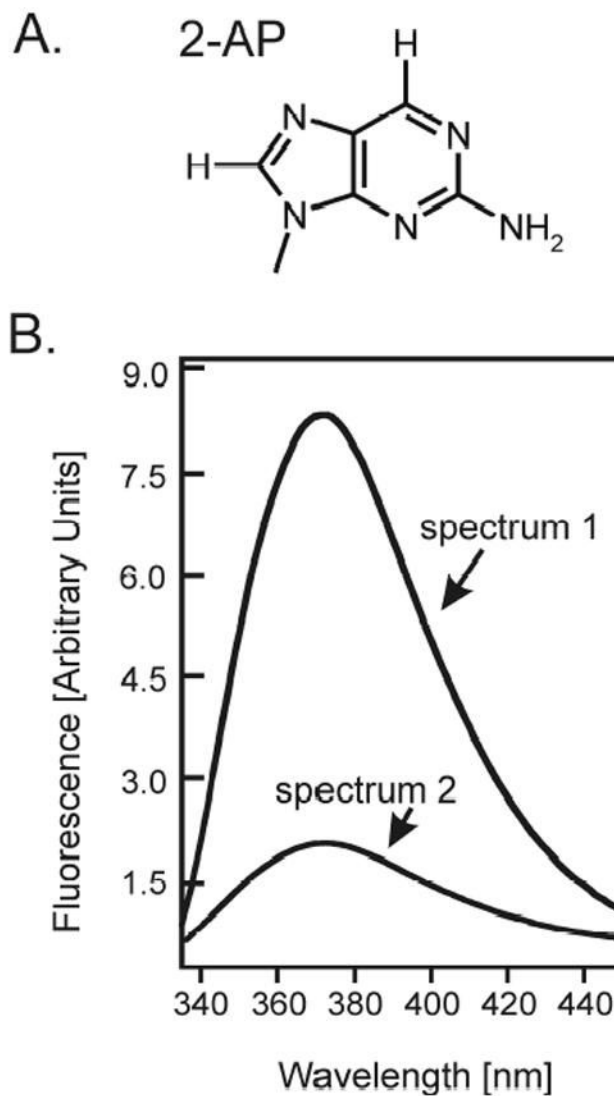 A. 2-AP
H
N
N
H
N
N
NH2
B.
9.0
7.5
6.0
4.5
3.0
1.5
Fluorescence [Arbitrary Units]
spectrum 1
spectrum 2
340 360 380 400 420 440
Wavelength [nm]